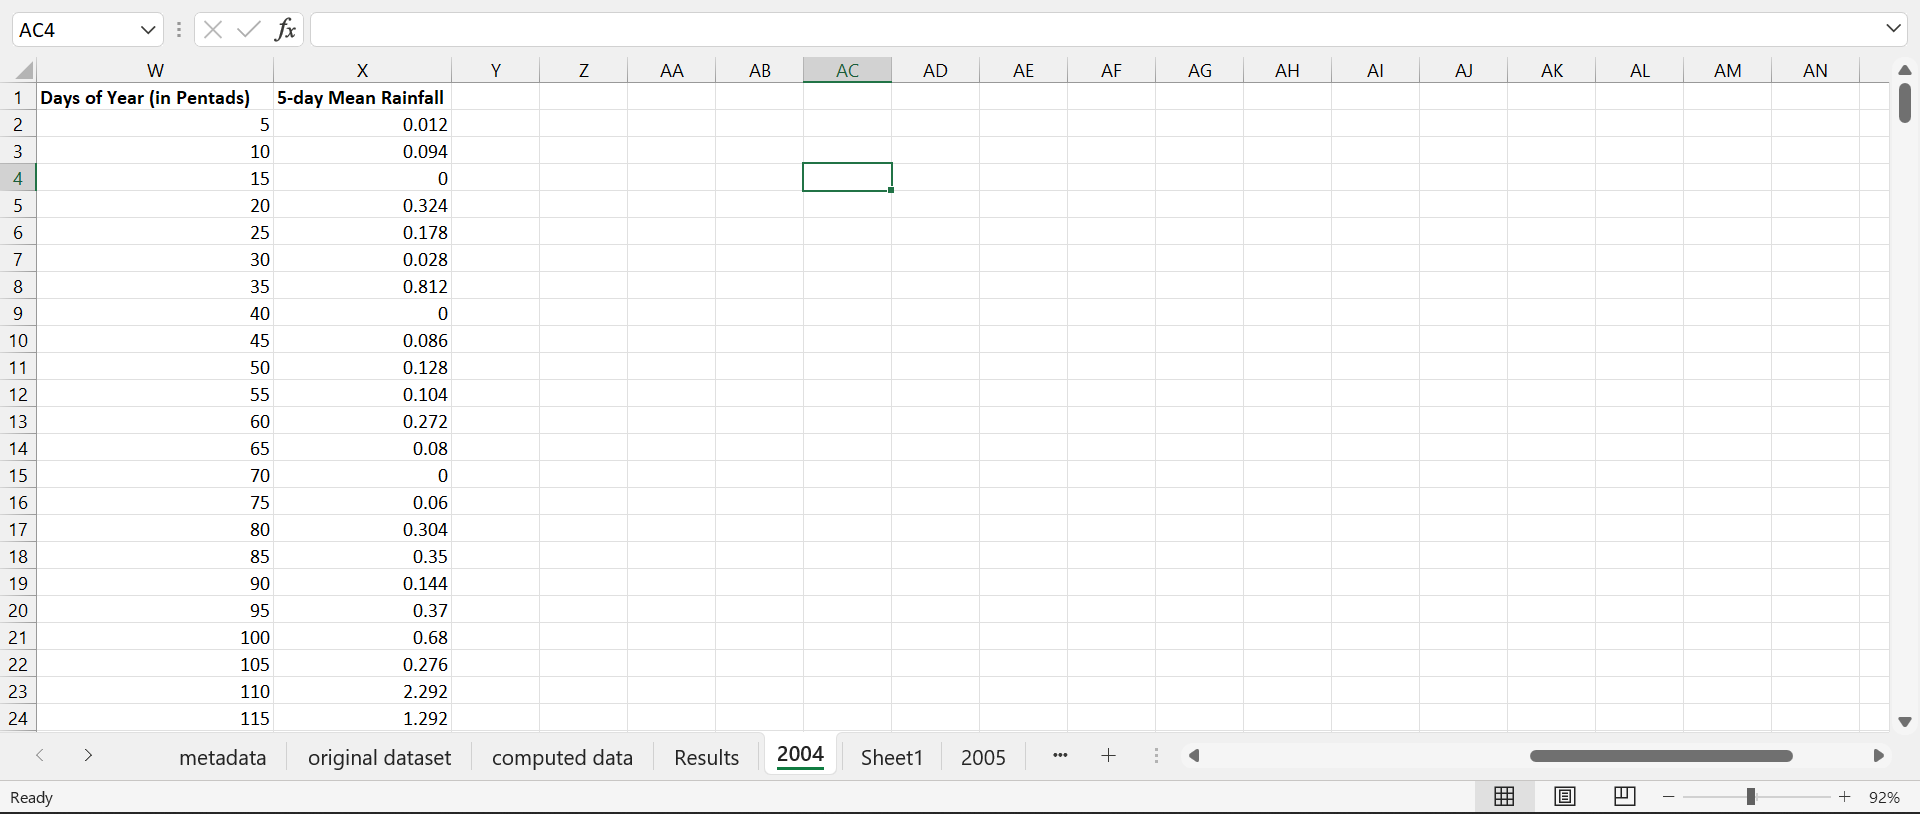 AC4 fx
W X Y Z AA AB AC AD AE AF AG AH AI AJ AK AL AM AN
1 Days of Year (in Pentads) 5-day Mean Rainfall
2 5 0.012
3 10 0.094
4 15 0
5 20 0.324
6 25 0.178
7 30 0.028
8 35 0.812
9 40 0
10 45 0.086
11 50 0.128
12 55 0.104
13 60 0.272
14 65 0.08
15 70 0
16 75 0.06
17 80 0.304
18 85 0.35
19 90 0.144
20 95 0.37
21 100 0.68
22 105 0.276
23 110 2.292
24 115 1.292
metadata original dataset computed data Results 2004 Sheet1 2005 ... +
Ready − + 92%